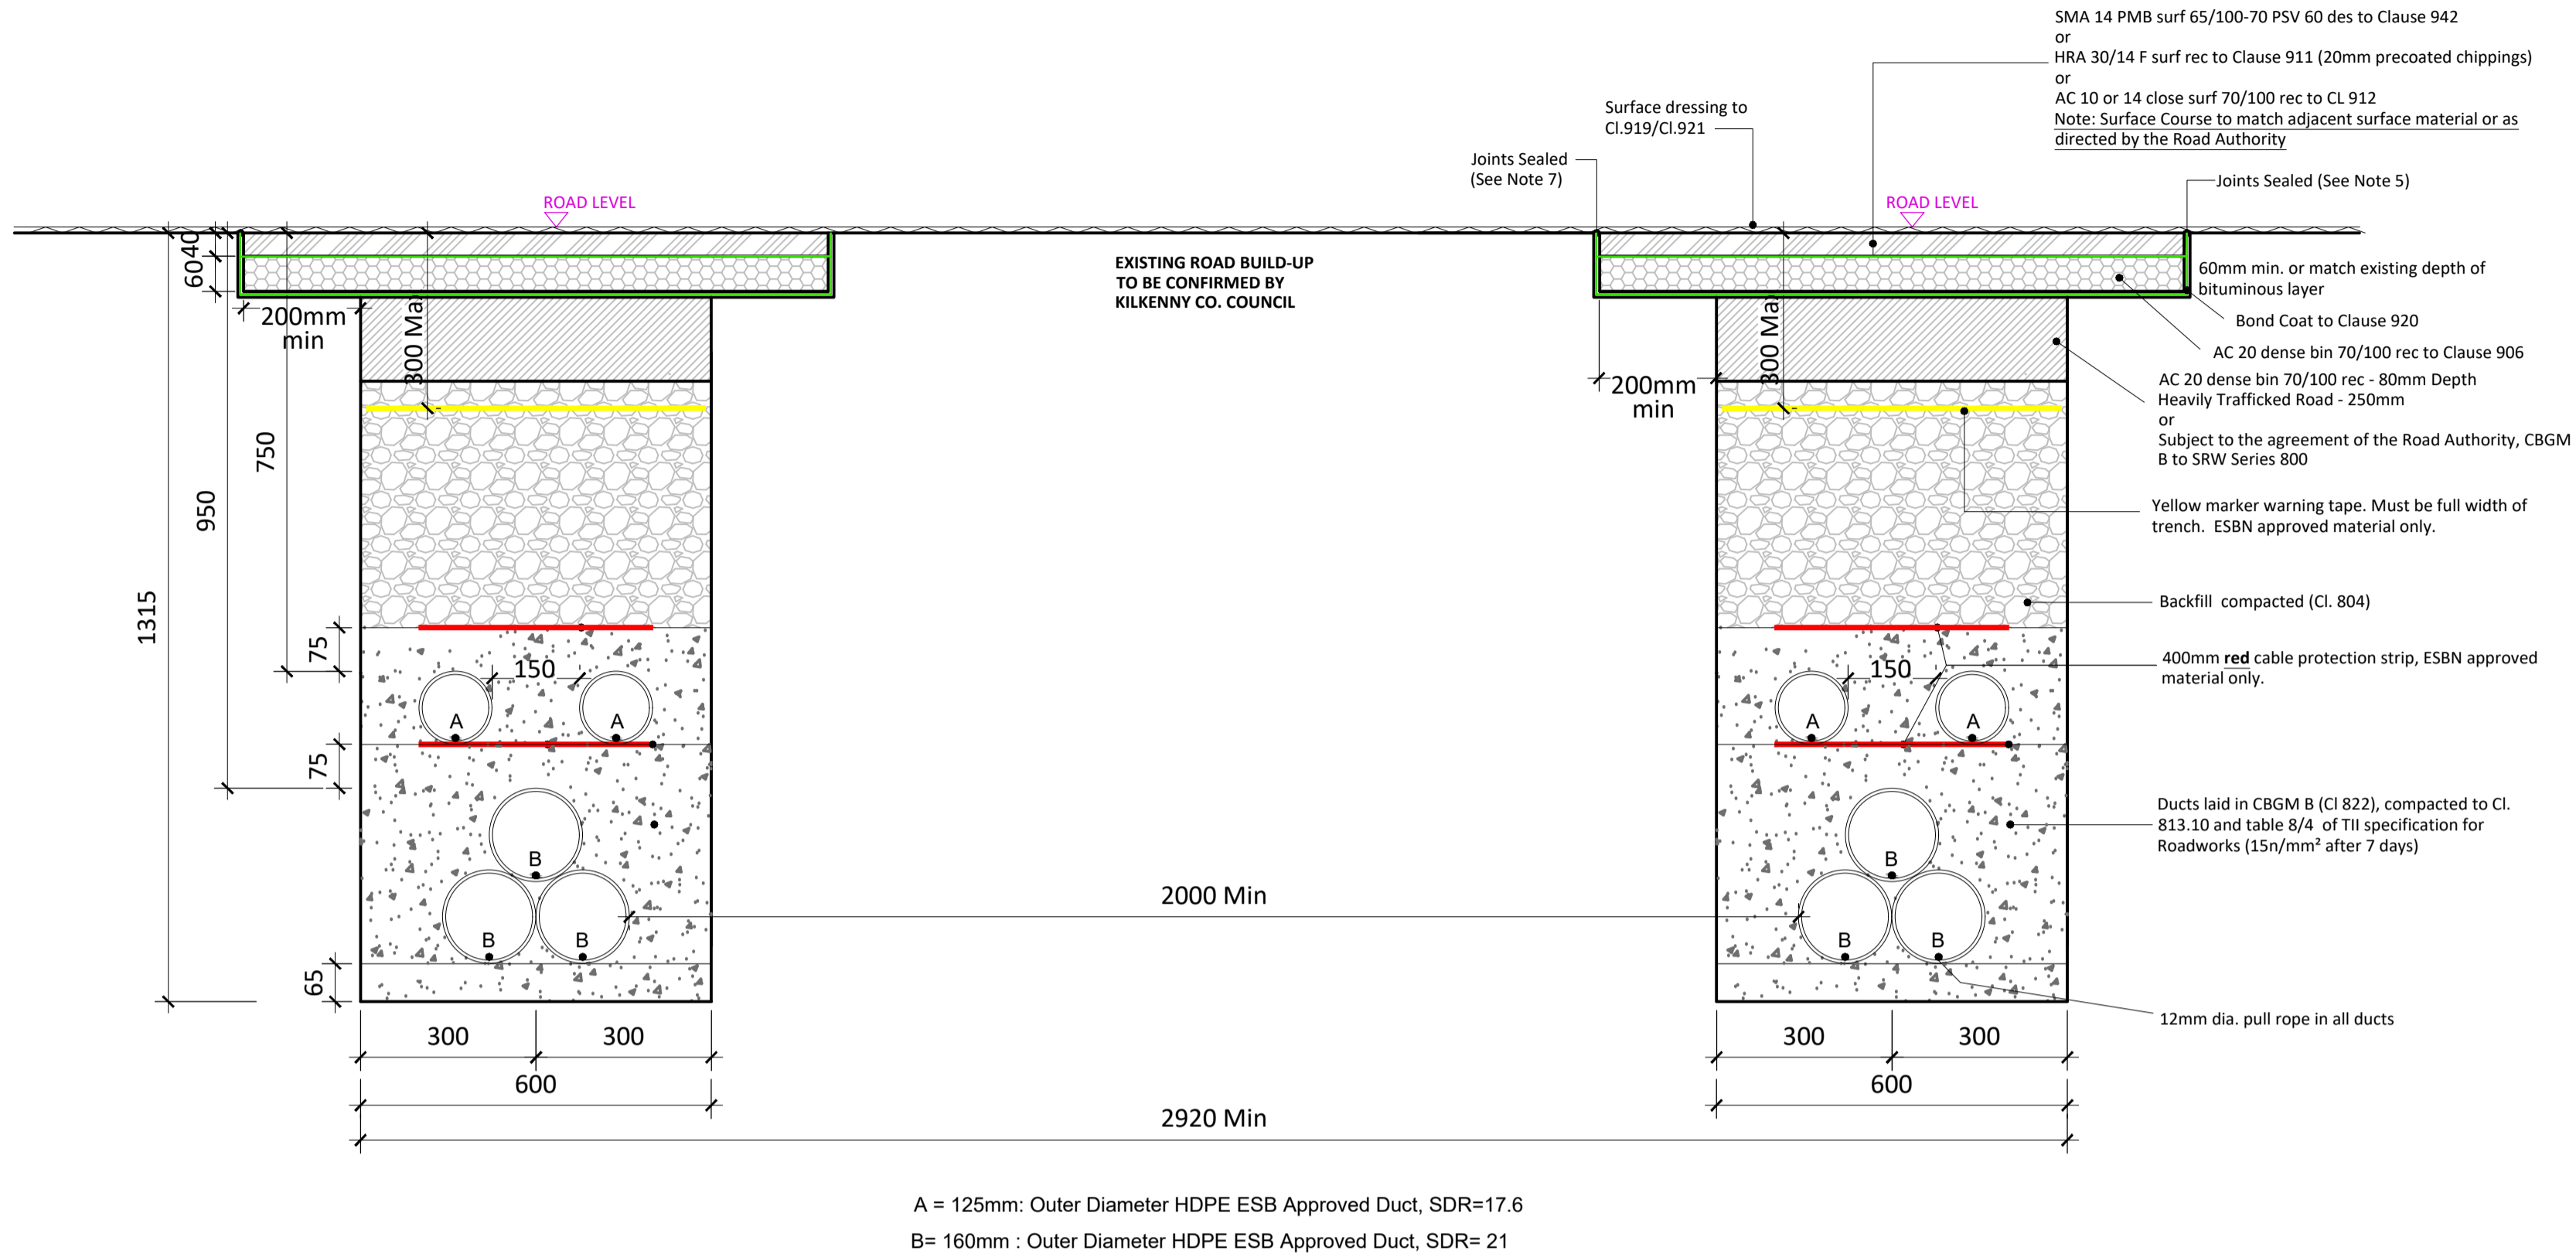 SMA 14 PMB surf 65/100-70 PSV 60 des to Clause 942
or
HRA 30/14 F surf rec to Clause 911 (20mm precoated chippings)
or
AC 10 or 14 close surf 70/100 rec to CL 912
Note: Surface Course to match adjacent surface material or as
directed by the Road Authority
Surface dressing to
Cl.919/Cl.921
Joints Sealed
(See Note 7)
Joints Sealed (See Note 5)
ROAD LEVEL
ROAD LEVEL
40
60
EXISTING ROAD BUILD-UP
TO BE CONFIRMED BY
KILKENNY CO. COUNCIL
60mm min. or match existing depth of
bituminous layer
Bond Coat to Clause 920
AC 20 dense bin 70/100 rec to Clause 906
200mm
min
300 Max
200mm
min
300 Max
AC 20 dense bin 70/100 rec - 80mm Depth
Heavily Trafficked Road - 250mm
or
Subject to the agreement of the Road Authority, CBGM
B to SRW Series 800
750
950
1315
Yellow marker warning tape. Must be full width of
trench. ESBN approved material only.
Backfill compacted (Cl. 804)
75
150
150
400mm red cable protection strip, ESBN approved
material only.
A
A
A
A
75
Ducts laid in CBGM B (Cl 822), compacted to Cl.
813.10 and table 8/4 of TII specification for
Roadworks (15n/mm² after 7 days)
B
B
2000 Min
B
B
B
B
65
12mm dia. pull rope in all ducts
300
300
300
300
600
600
2920 Min
A = 125mm: Outer Diameter HDPE ESB Approved Duct, SDR=17.6
B= 160mm : Outer Diameter HDPE ESB Approved Duct, SDR= 21